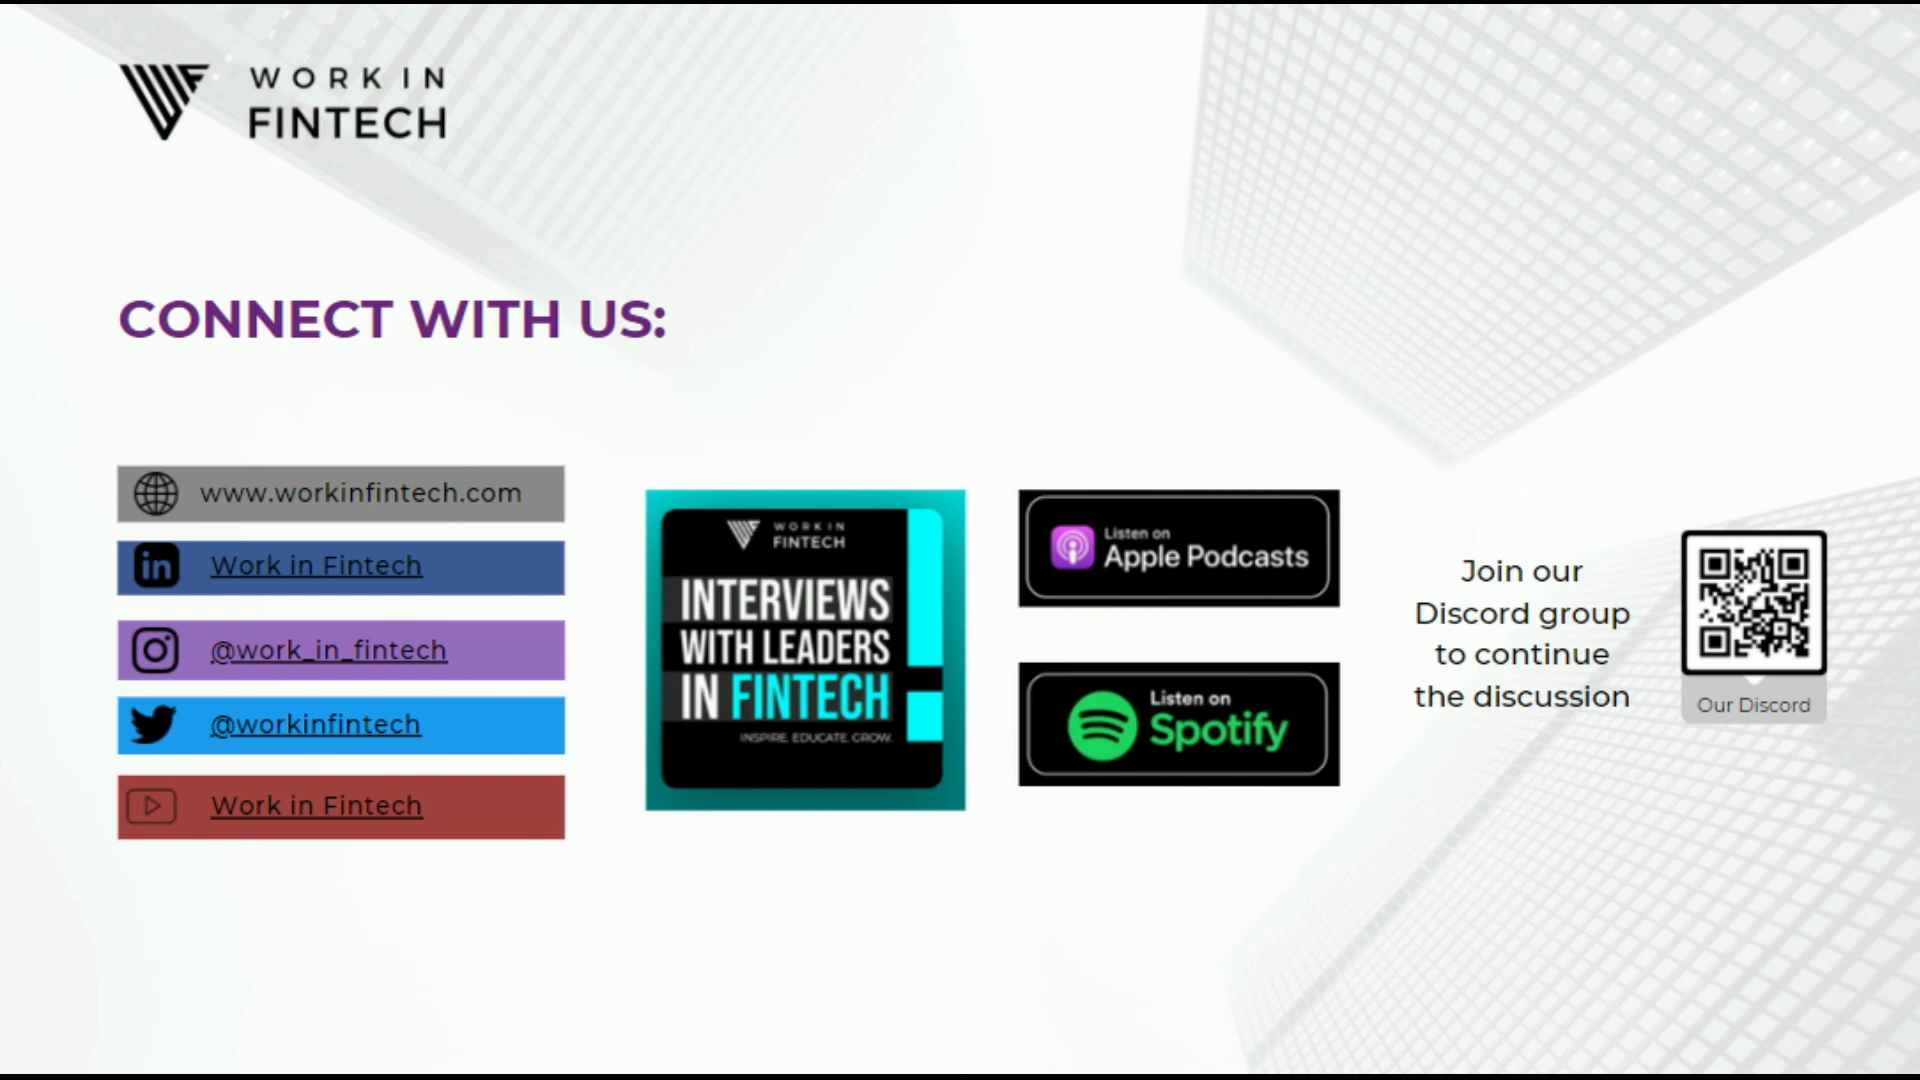 WORK IN
FINTECH
CONNECT WITH US:
www.workinfintech.com
in
Work in Fintech
@work_in_fintech
@workinfintech
Work in Fintech
WORK IN
FINTECH
INTERVIEWS
WITH LEADERS
IN FINTECH
INSPIRE. EDUCATE. GROW.
Listen on
Apple Podcasts
Listen on
Spotify
Join our
Discord group
to continue
the discussion
Our Discord